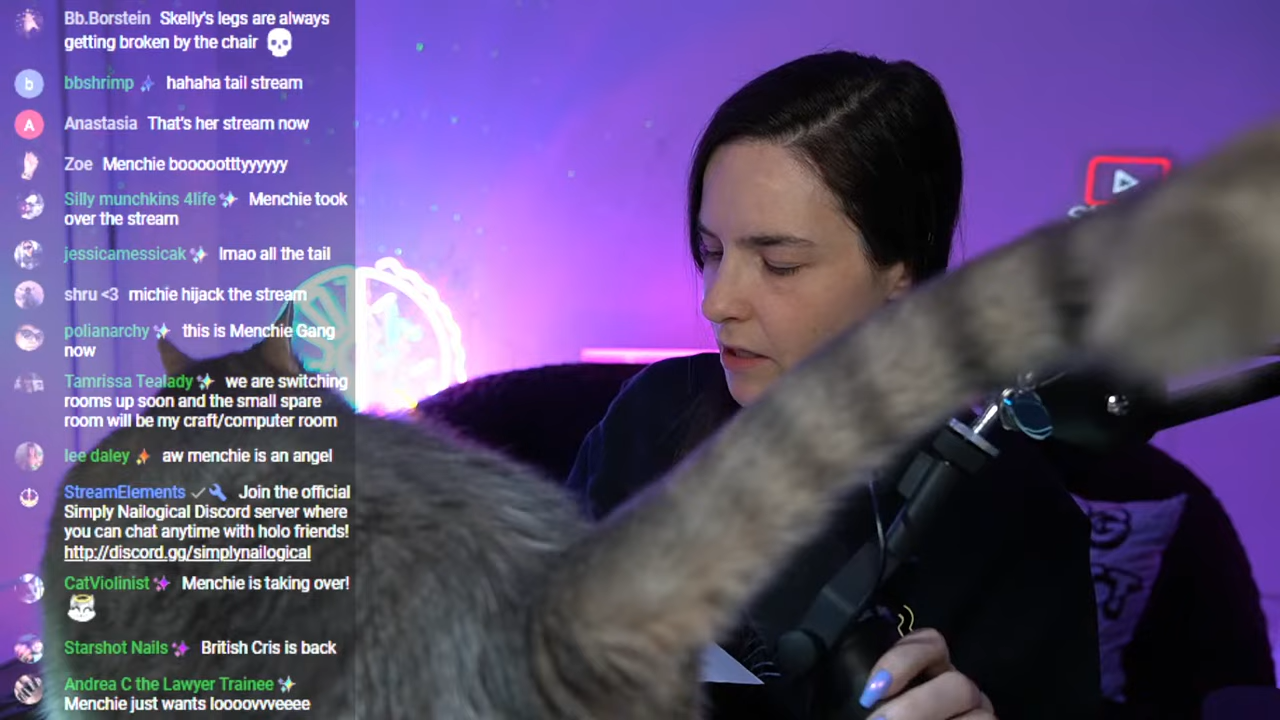 Bb.Borstein Skelly's legs are always
getting broken by the chair
b bbshrimp hahaha tail stream
A Anastasia That's her stream now
Zoe Menchie booooottyyyyyy
Silly munchkins 4life Menchie took
over the stream
jessicamessicak lmao all the tail
shru <3 michie hijack the stream
polianarchy this is Menchie Gang
now
Tamrissa Tealady we are switching
rooms up soon and the small spare
room will be my craft/computer room
lee daley aw menchie is an angel
StreamElements Join the official
Simply Nailogical Discord server where
you can chat anytime with holo friends!
http://discord.gg/simplynailogical
CatViolinist Menchie is taking over!
Starshot Nails British Cris is back
Andrea C the Lawyer Trainee
Menchie just wants loooovvveeee